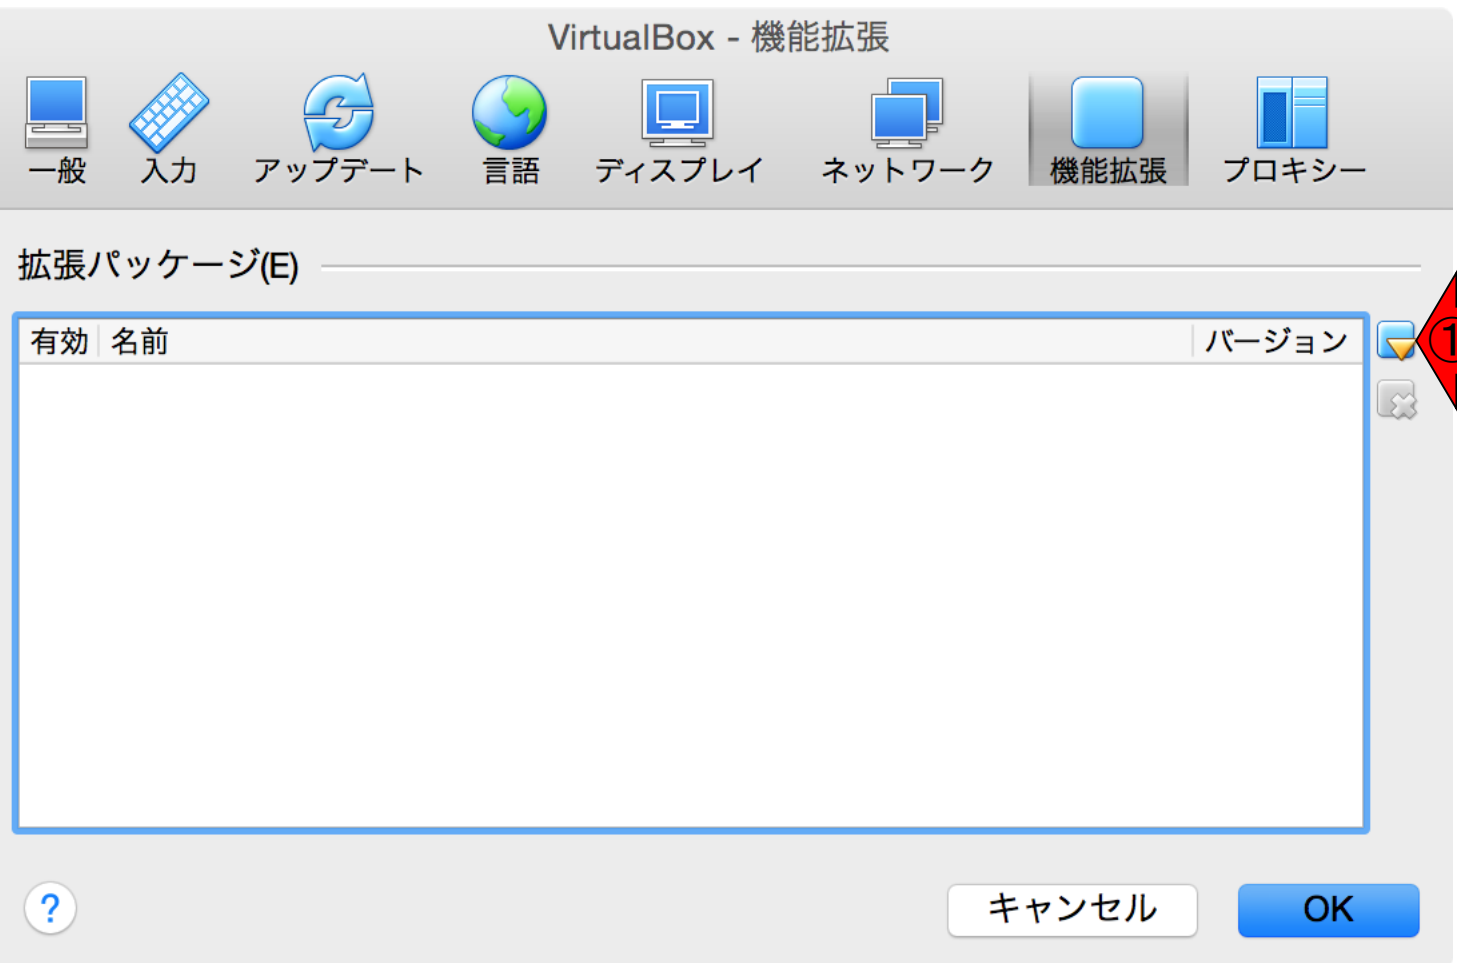 VirtualBox - 機能拡張
一般 入力 アップデート 言語 ディスプレイ ネットワーク 機能拡張 プロキシー
拡張パッケージ(E)
有効 名前 バージョン
①
? キャンセル OK